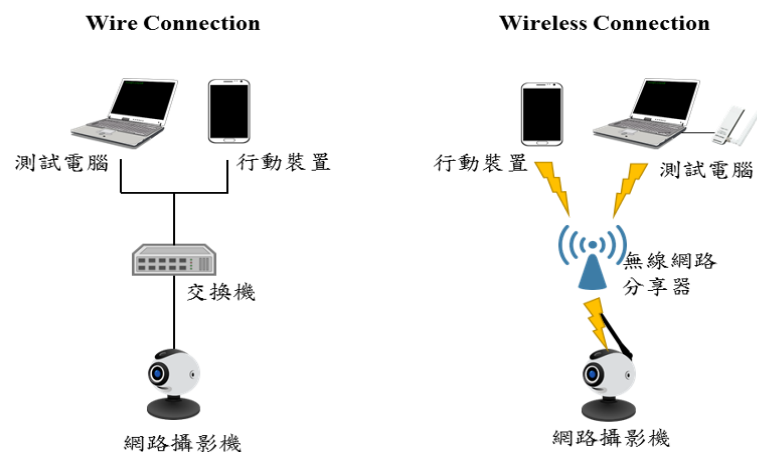 Wire Connection
Wireless Connection
測試電腦
行動裝置
交換機
網路攝影機
行動裝置
測試電腦
無線網路
分享器
網路攝影機